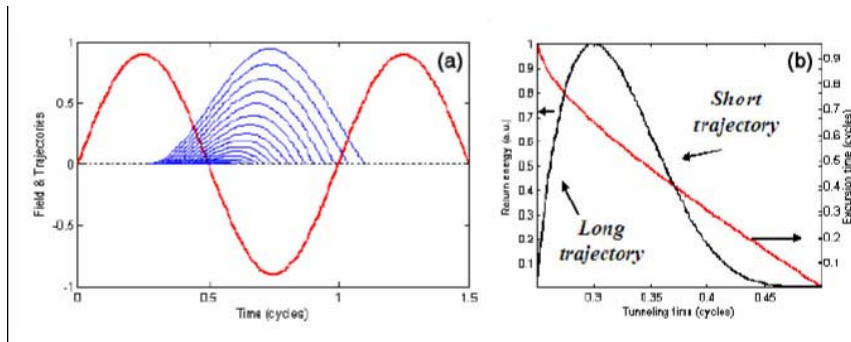 (a)
1
0.5
0
-0.5
-1
Field & Trajectories
0
0.5
1
1.5
Time (cycles)
(b)
1
0.9
0.8
0.7
0.6
0.5
0.4
0.3
0.2
0.1
Return energy (a.u.)
Short
trajectory
Long
trajectory
0.9
0.8
0.7
0.6
0.5
0.4
0.3
0.2
0.1
Excursion time (cycles)
0.3
0.35
0.4
0.45
Tunneling time (cycles)